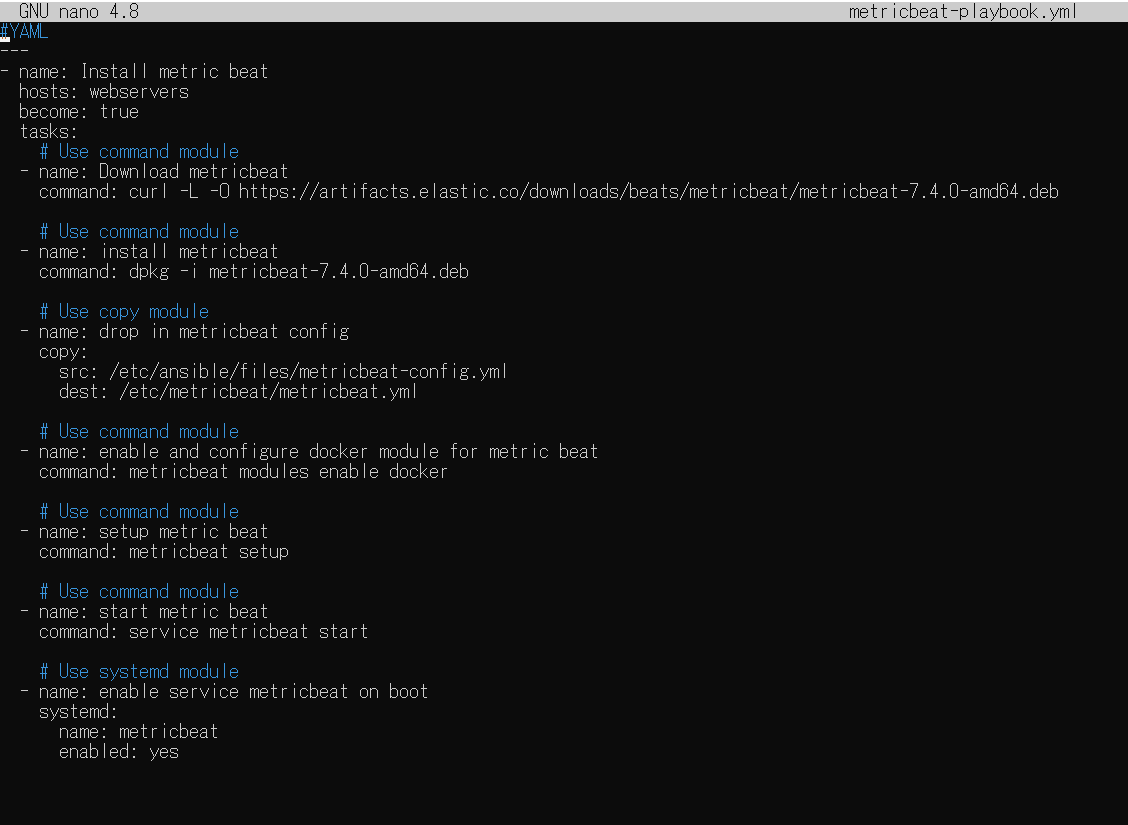 GNU nano 4.8 metricbeat-playbook.yml
#YAML
---
- name: Install metric beat
  hosts: webservers
  become: true
  tasks:
    # Use command module
  - name: Download metricbeat
    command: curl -L -O https://artifacts.elastic.co/downloads/beats/metricbeat/metricbeat-7.4.0-amd64.deb

    # Use command module
  - name: install metricbeat
    command: dpkg -i metricbeat-7.4.0-amd64.deb

    # Use copy module
  - name: drop in metricbeat config
    copy:
      src: /etc/ansible/files/metricbeat-config.yml
      dest: /etc/metricbeat/metricbeat.yml

    # Use command module
  - name: enable and configure docker module for metric beat
    command: metricbeat modules enable docker

    # Use command module
  - name: setup metric beat
    command: metricbeat setup

    # Use command module
  - name: start metric beat
    command: service metricbeat start

    # Use systemd module
  - name: enable service metricbeat on boot
    systemd:
      name: metricbeat
      enabled: yes